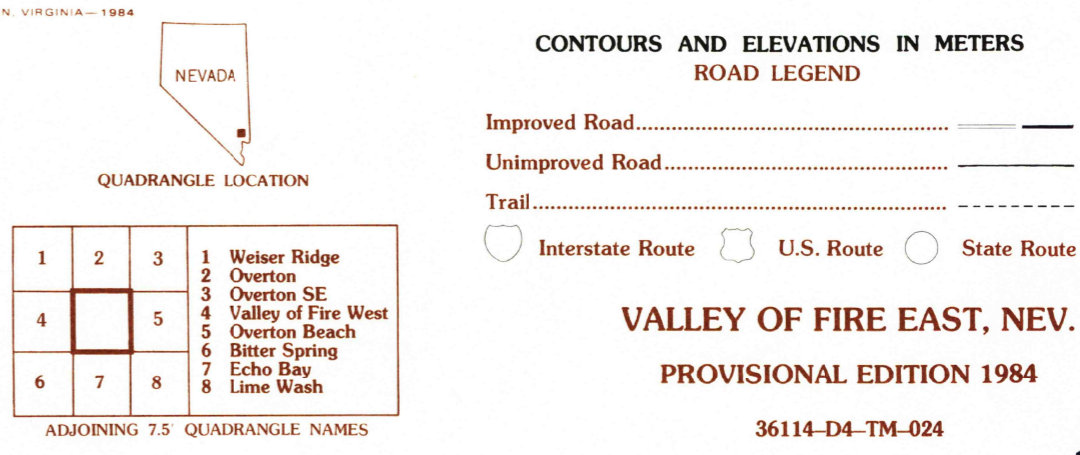 N, VIRGINIA—1984
NEVADA
QUADRANGLE LOCATION
1 2 3
4 5
6 7 8
1 Weiser Ridge
2 Overton
3 Overton SE
4 Valley of Fire West
5 Overton Beach
6 Bitter Spring
7 Echo Bay
8 Lime Wash
ADJOINING 7.5' QUADRANGLE NAMES
CONTOURS AND ELEVATIONS IN METERS
ROAD LEGEND
Improved Road
Unimproved Road
Trail
Interstate Route U.S. Route State Route
VALLEY OF FIRE EAST, NEV.
PROVISIONAL EDITION 1984
36114–D4–TM–024